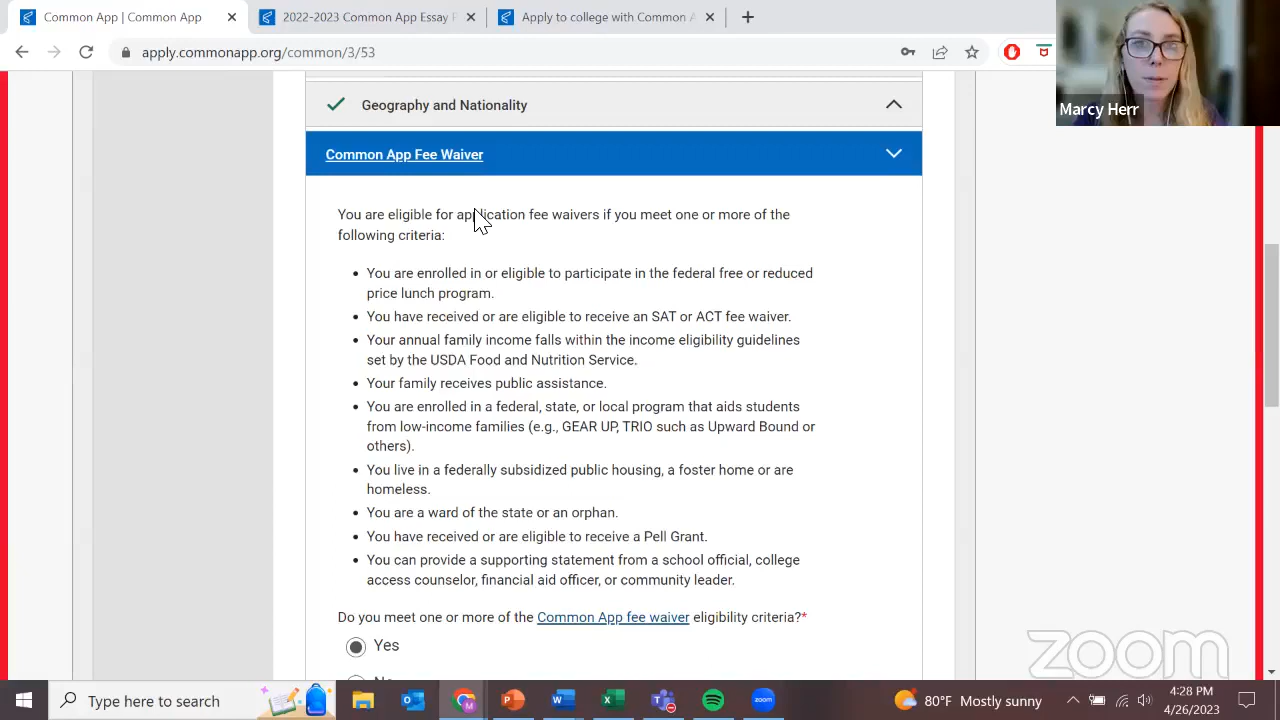 Common App | Common App
2022-2023 Common App Essay
Apply to college with Common
apply.commonapp.org/common/3/53
Marcy Herr
Geography and Nationality
Common App Fee Waiver
You are eligible for application fee waivers if you meet one or more of the
following criteria:
• You are enrolled in or eligible to participate in the federal free or reduced
price lunch program.
• You have received or are eligible to receive an SAT or ACT fee waiver.
• Your annual family income falls within the income eligibility guidelines
set by the USDA Food and Nutrition Service.
• Your family receives public assistance.
• You are enrolled in a federal, state, or local program that aids students
from low-income families (e.g., GEAR UP, TRIO such as Upward Bound or
others).
• You live in a federally subsidized public housing, a foster home or are
homeless.
• You are a ward of the state or an orphan.
• You have received or are eligible to receive a Pell Grant.
• You can provide a supporting statement from a school official, college
access counselor, financial aid officer, or community leader.
Do you meet one or more of the Common App fee waiver eligibility criteria?*
Yes
zoom
Type here to search
zoom
80°F Mostly sunny
4:28 PM
4/26/2023